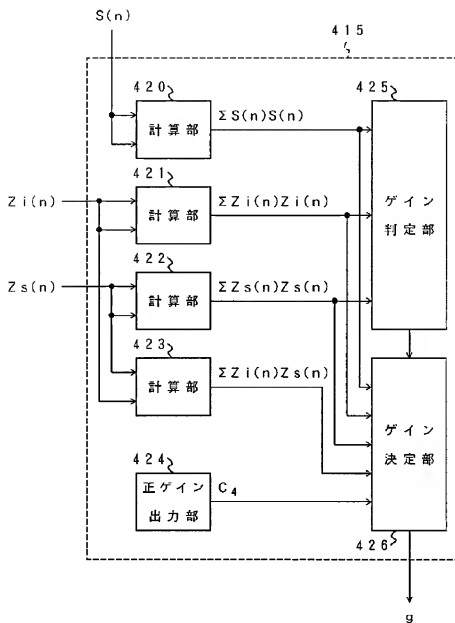 S(n)
415
420
425
計算部
ΣS(n)S(n)
Zi(n)
421
計算部
ΣZi(n)Zi(n)
ゲイン
判定部
Zs(n)
422
計算部
ΣZs(n)Zs(n)
423
計算部
ΣZi(n)Zs(n)
424
正ゲイン
出力部
C₄
ゲイン
決定部
426
g